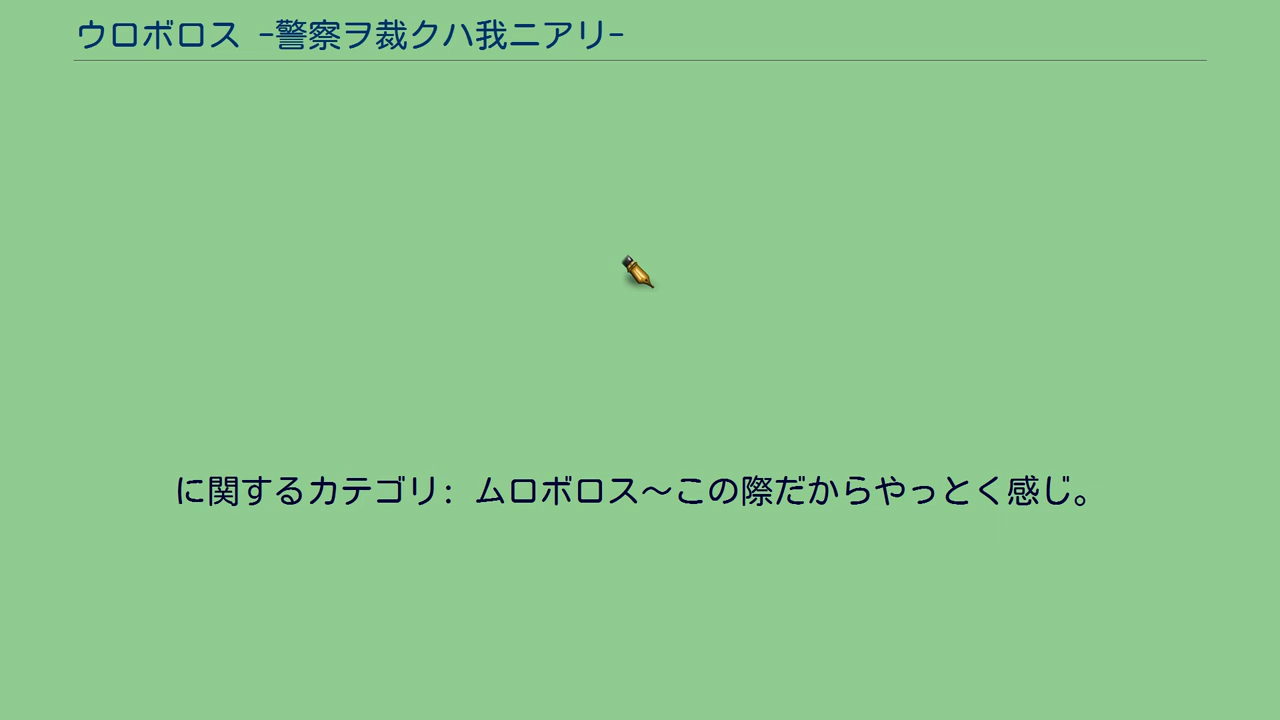 ウロボロス -警察ヲ裁クハ我ニアリ-
に関するカテゴリ: ムロボロス〜この際だからやっとく感じ。